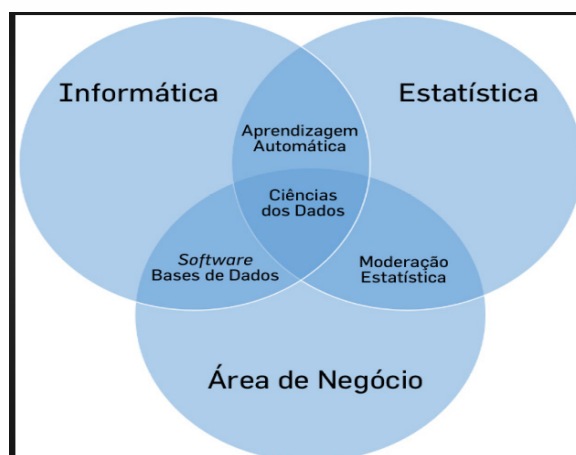 Informática
Estatística
Aprendizagem
Automática
Ciências
dos Dados
Software
Bases de Dados
Moderação
Estatística
Área de Negócio